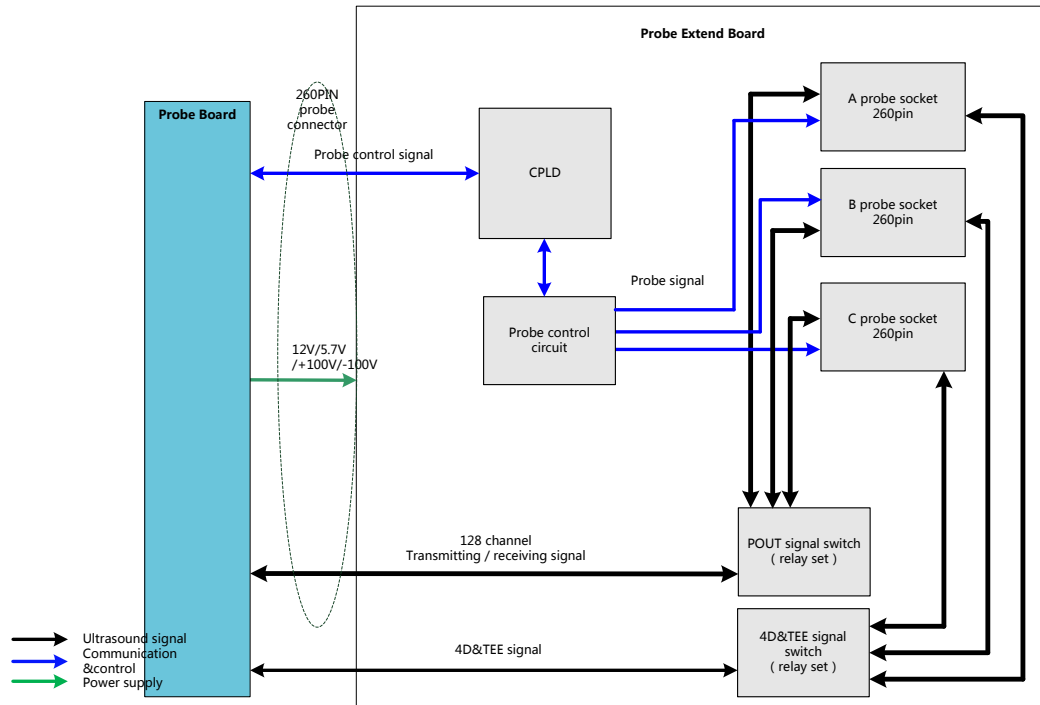 Probe Extend Board
Probe Board
260PIN
probe
connector
Probe control signal
CPLD
A probe socket
260pin
B probe socket
260pin
Probe signal
C probe socket
260pin
Probe control
circuit
12V/5.7V
/+100V/-100V
128 channel
Transmitting / receiving signal
POUT signal switch
( relay set )
4D&TEE signal
4D&TEE signal
switch
( relay set )
Ultrasound signal
Communication
&control
Power supply